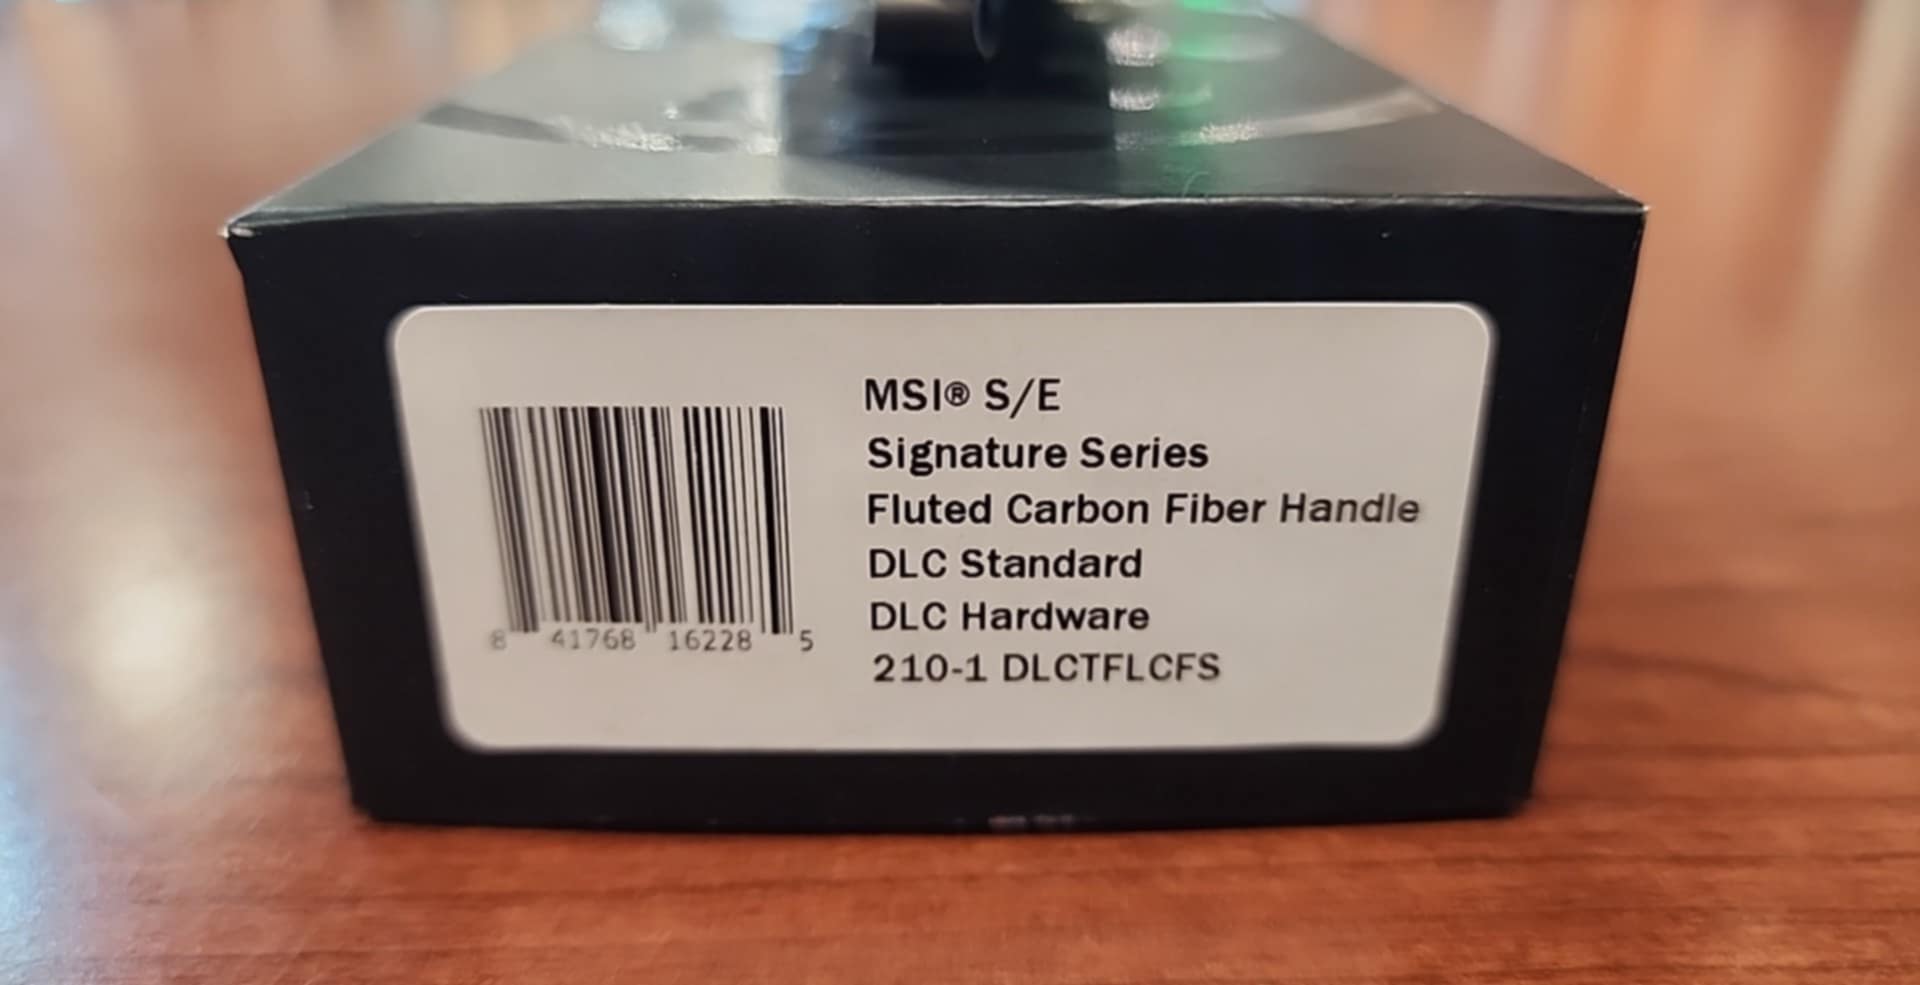 MSI® S/E
Signature Series
Fluted Carbon Fiber Handle
DLC Standard
DLC Hardware
210-1 DLCTFLCFS
8 41768 16228 5